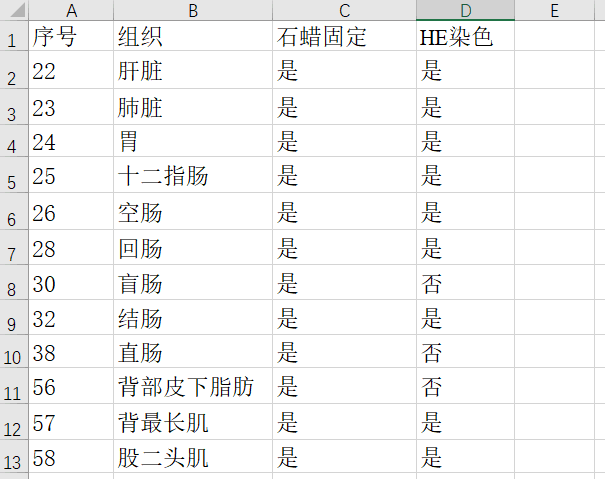 A B C D E
1 序号 组织 石蜡固定 HE染色
2 22 肝脏 是 是
3 23 肺脏 是 是
4 24 胃 是 是
5 25 十二指肠 是 是
6 26 空肠 是 是
7 28 回肠 是 是
8 30 盲肠 是 否
9 32 结肠 是 是
10 38 直肠 是 否
11 56 背部皮下脂肪 是 否
12 57 背最长肌 是 是
13 58 股二头肌 是 是